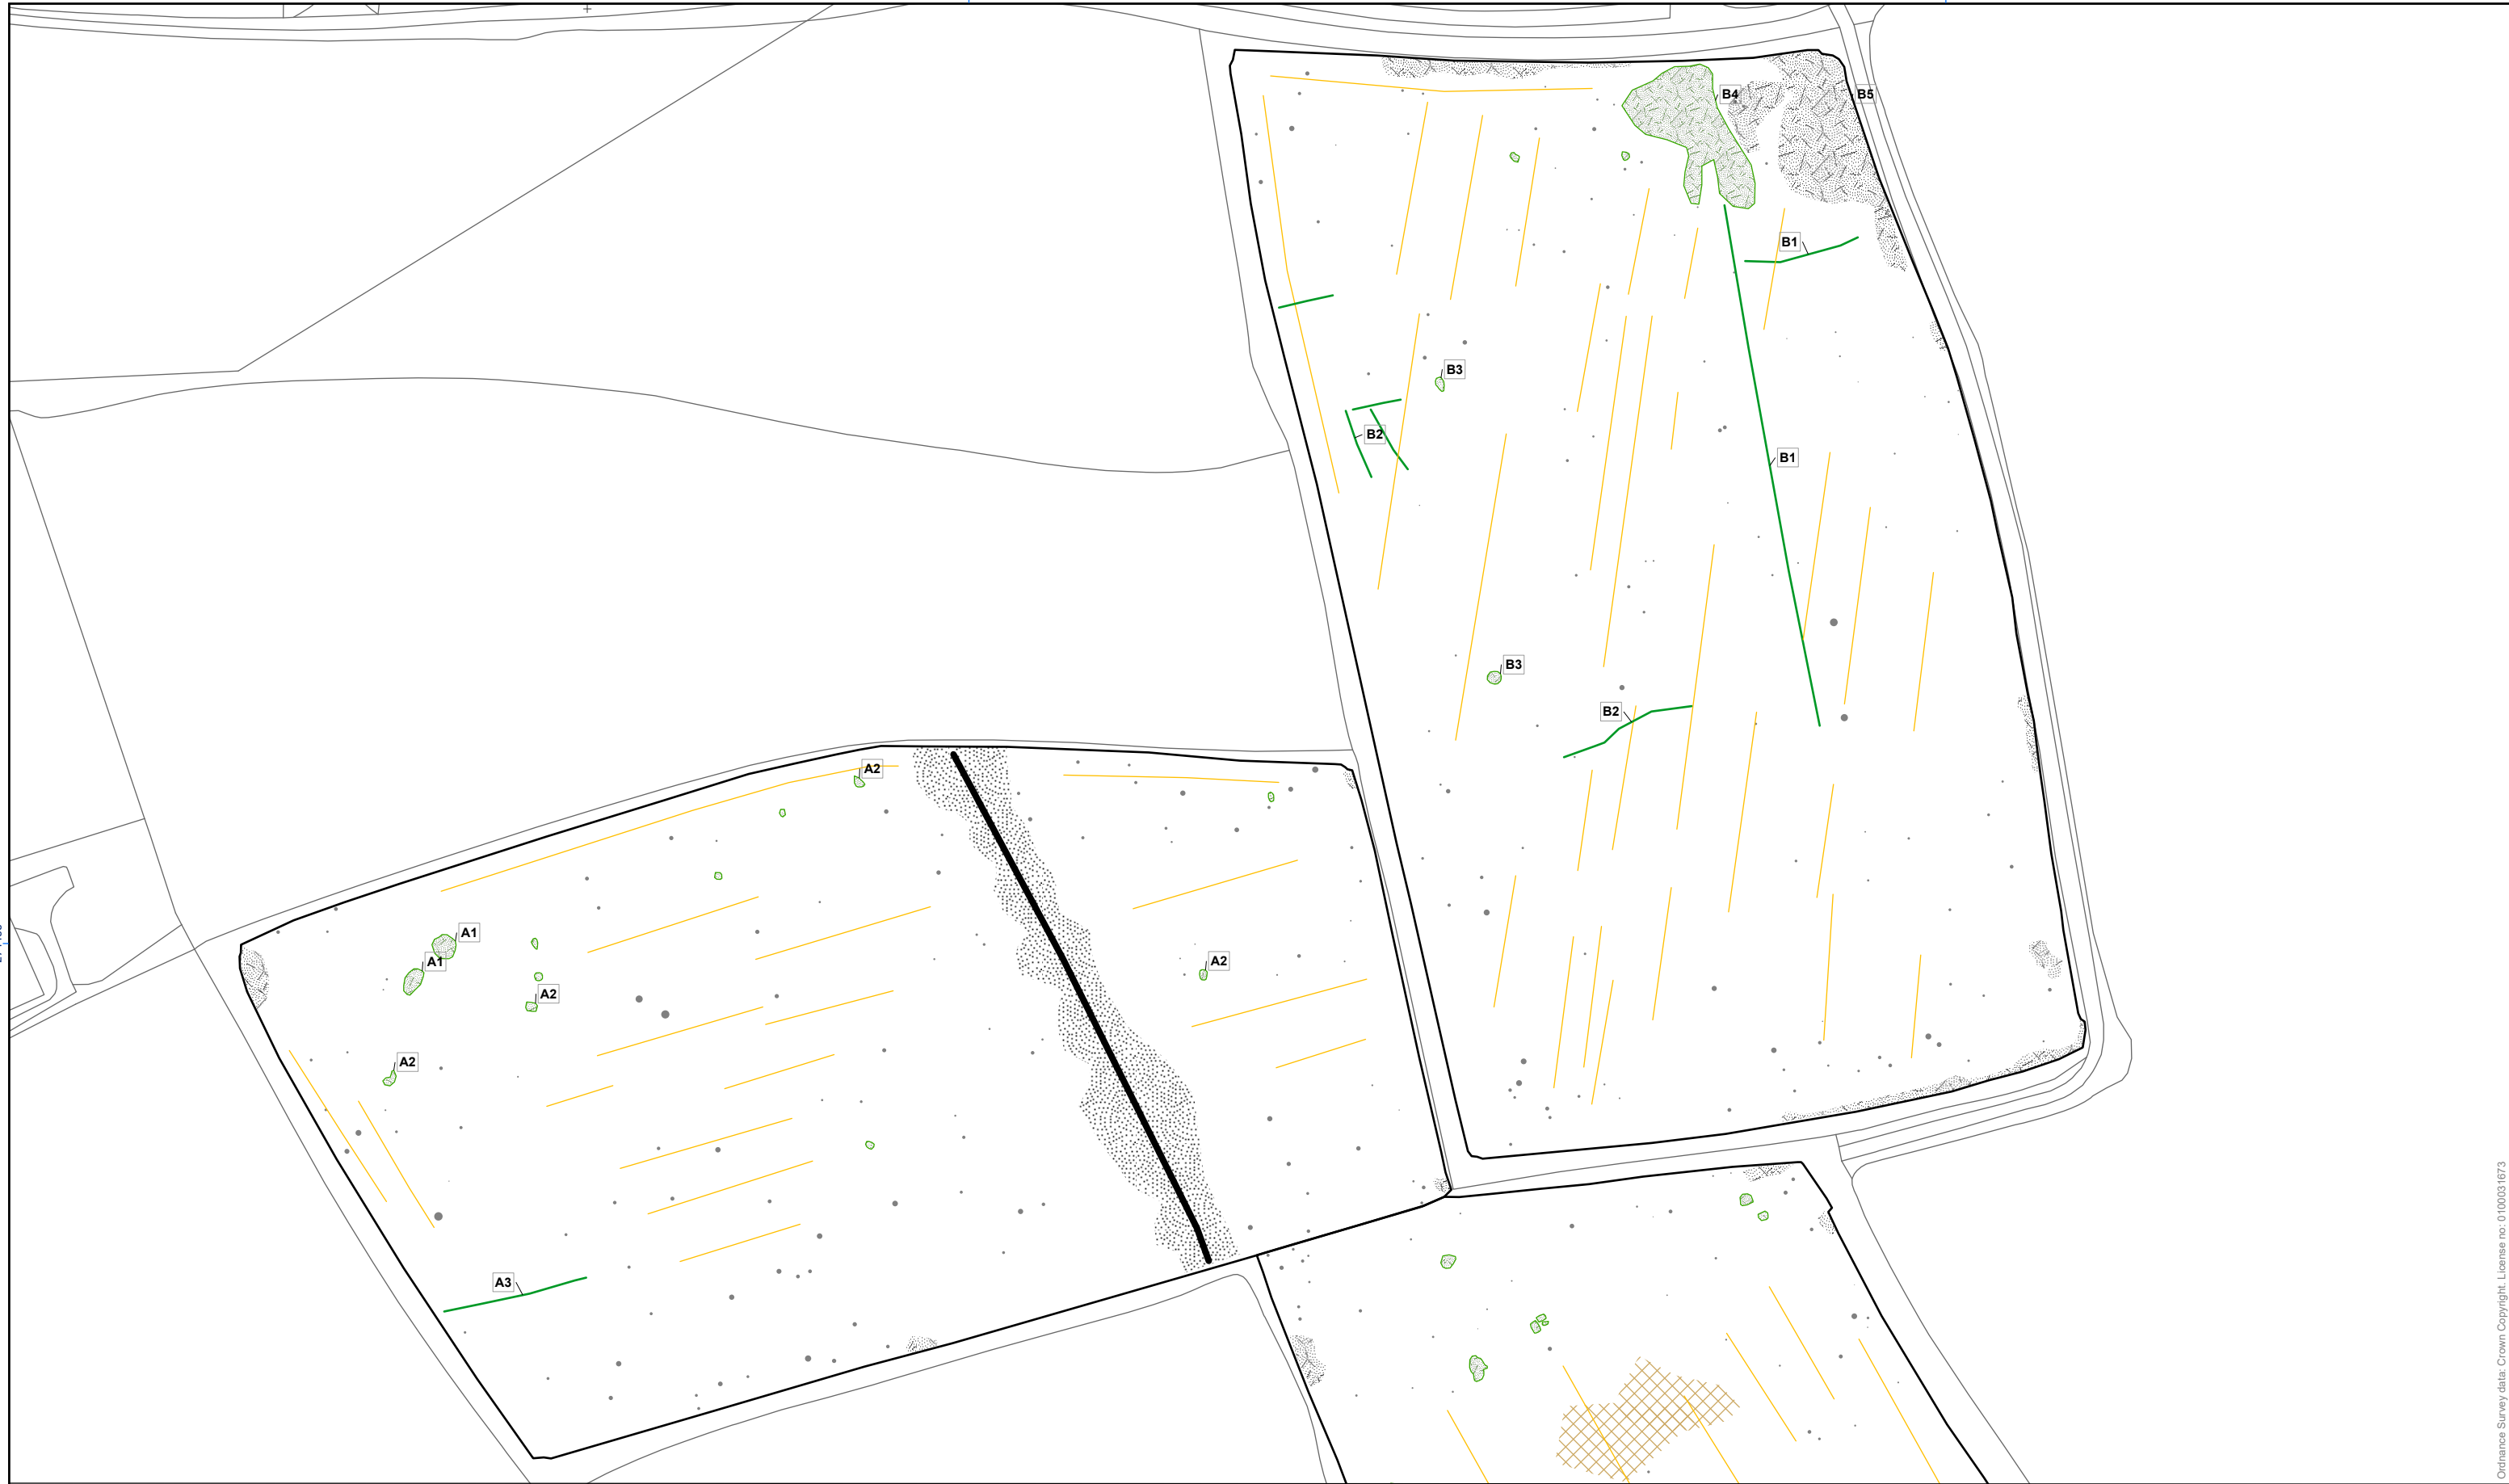 B4
B5
B1
B3
B2
B1
B3
B2
A2
A1
A1
A2
A2
A2
A3
Ordnance Survey data: Crown Copyright. License no: 0100031673